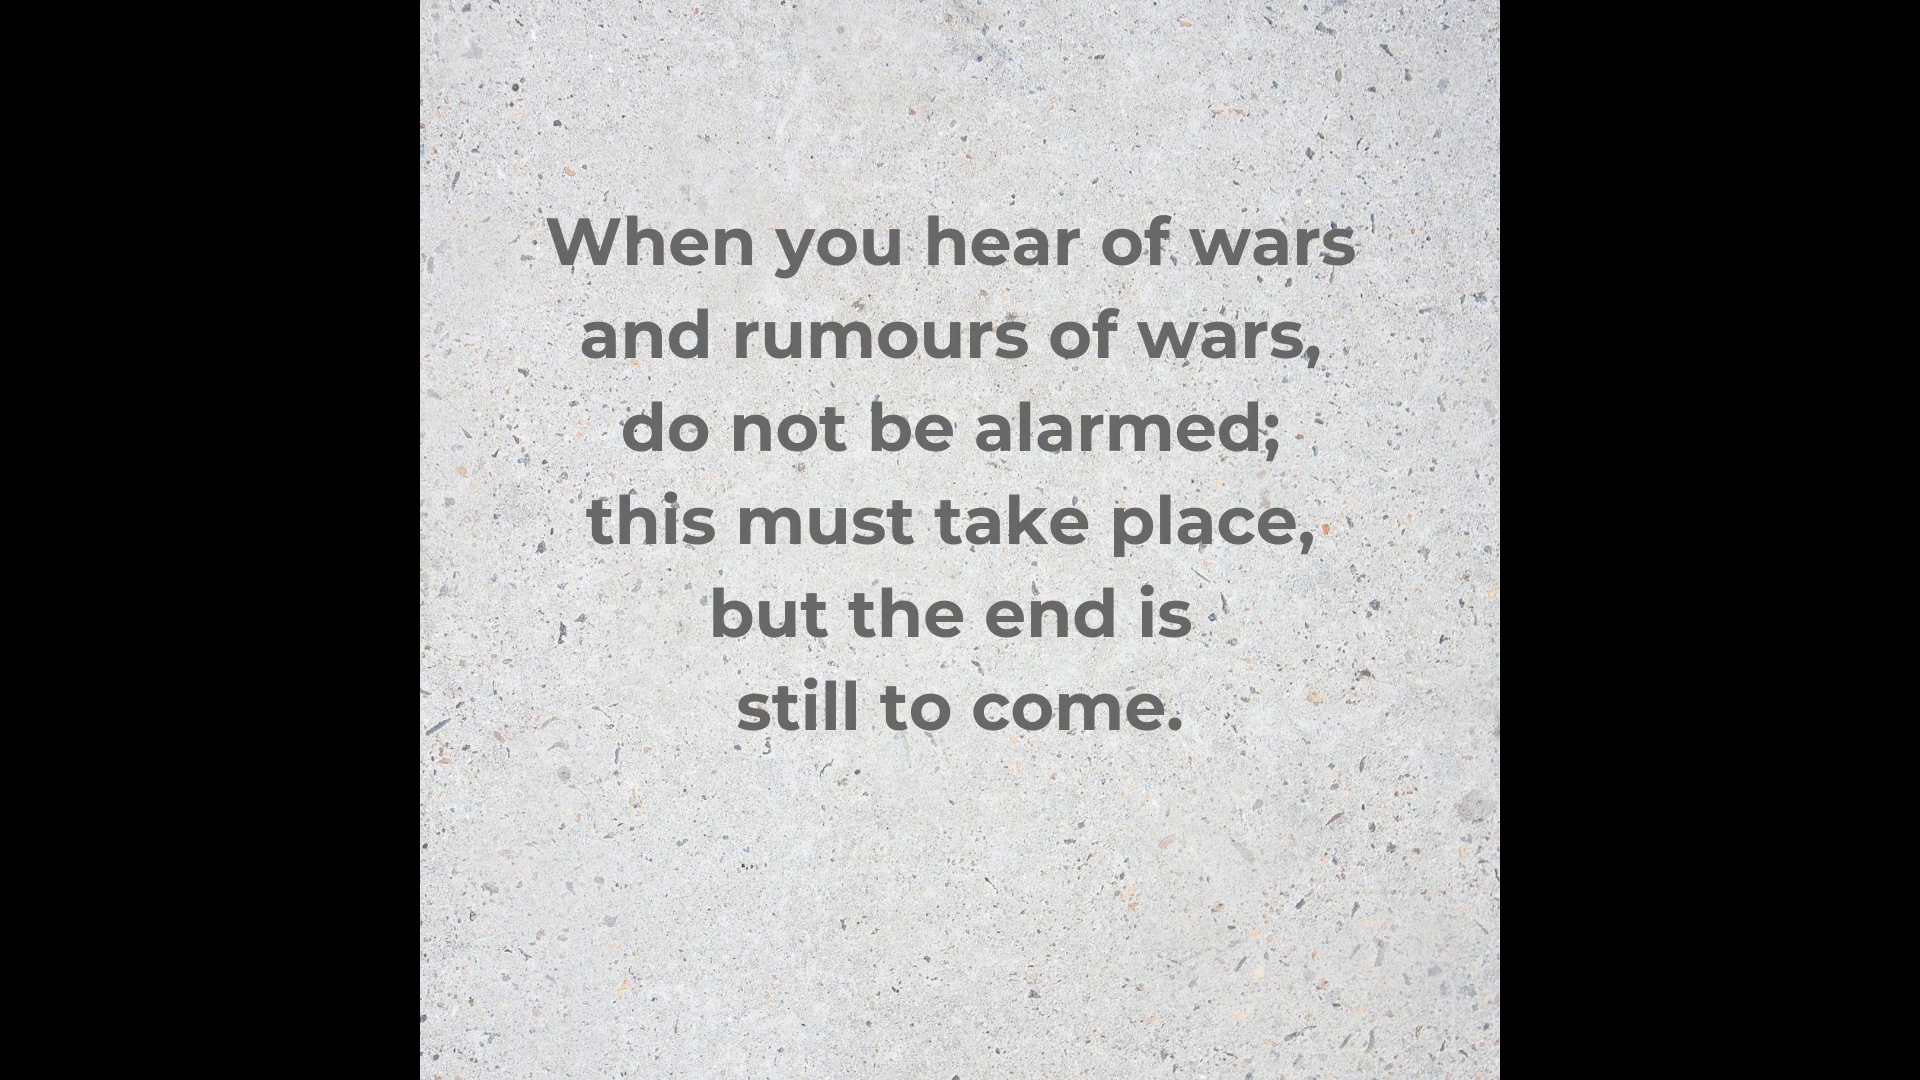 When you hear of wars
and rumours of wars,
do not be alarmed;
this must take place,
but the end is
still to come.